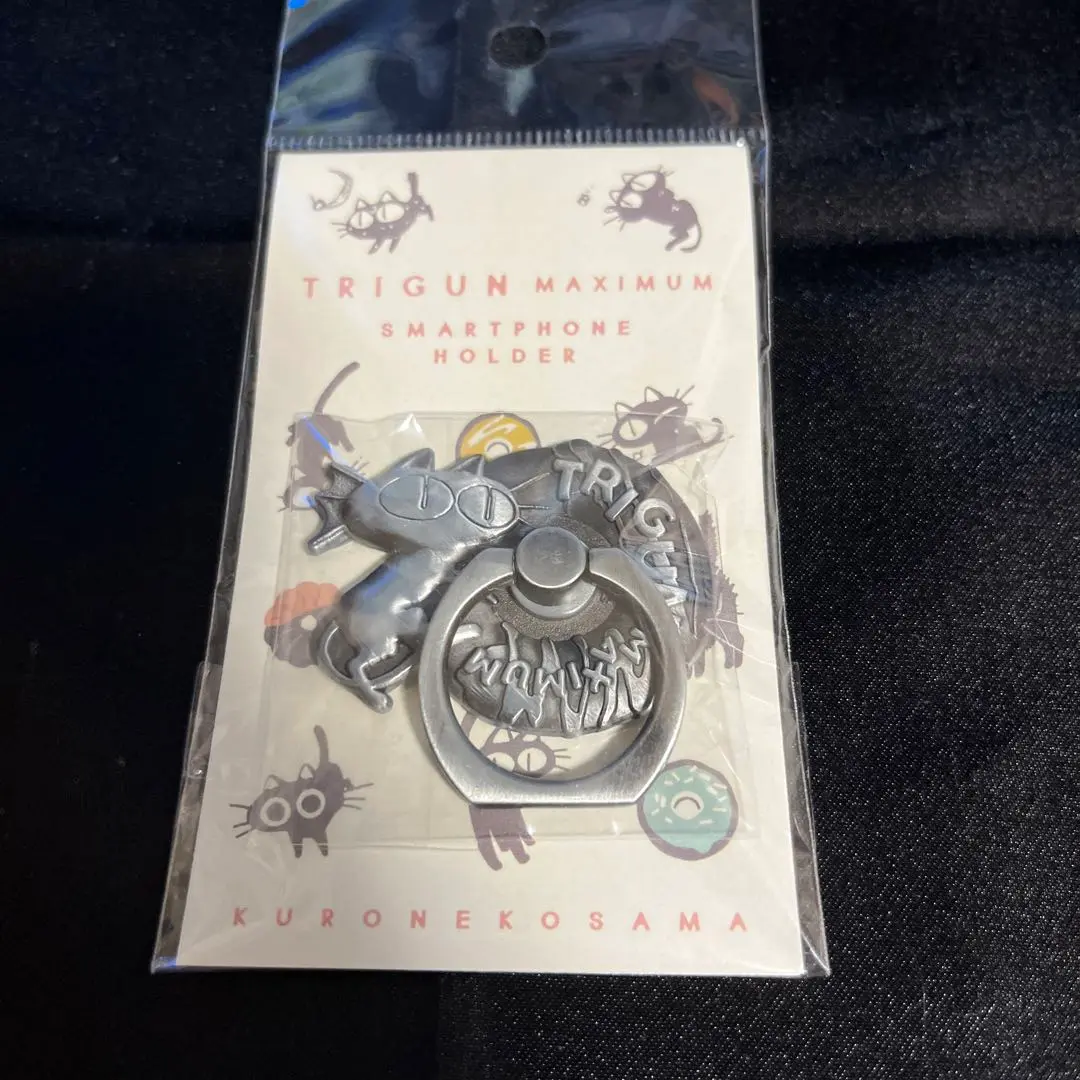 TRIGUN MAXIMUM
SMARTPHONE
HOLDER
TRIGUN
MAXIMUM
KURONEKOSAMA